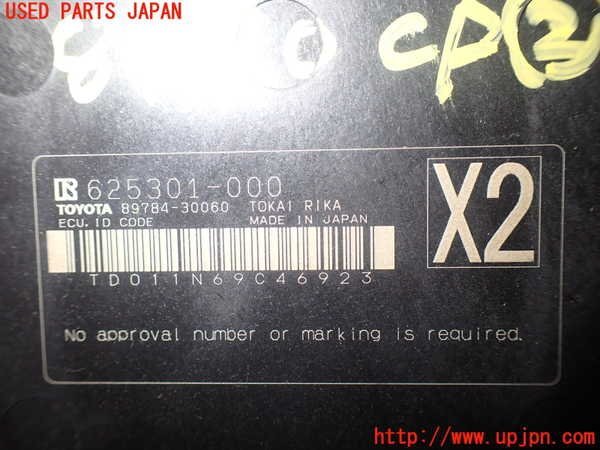 USED PARTS JAPAN
CP②
R 625301-000
TOYOTA 89784-30060 TOKAI RIKA
ECU. ID CODE MADE IN JAPAN
X2
TD011N69C46923
No approval number or marking is required.
http://www.upjpn.com